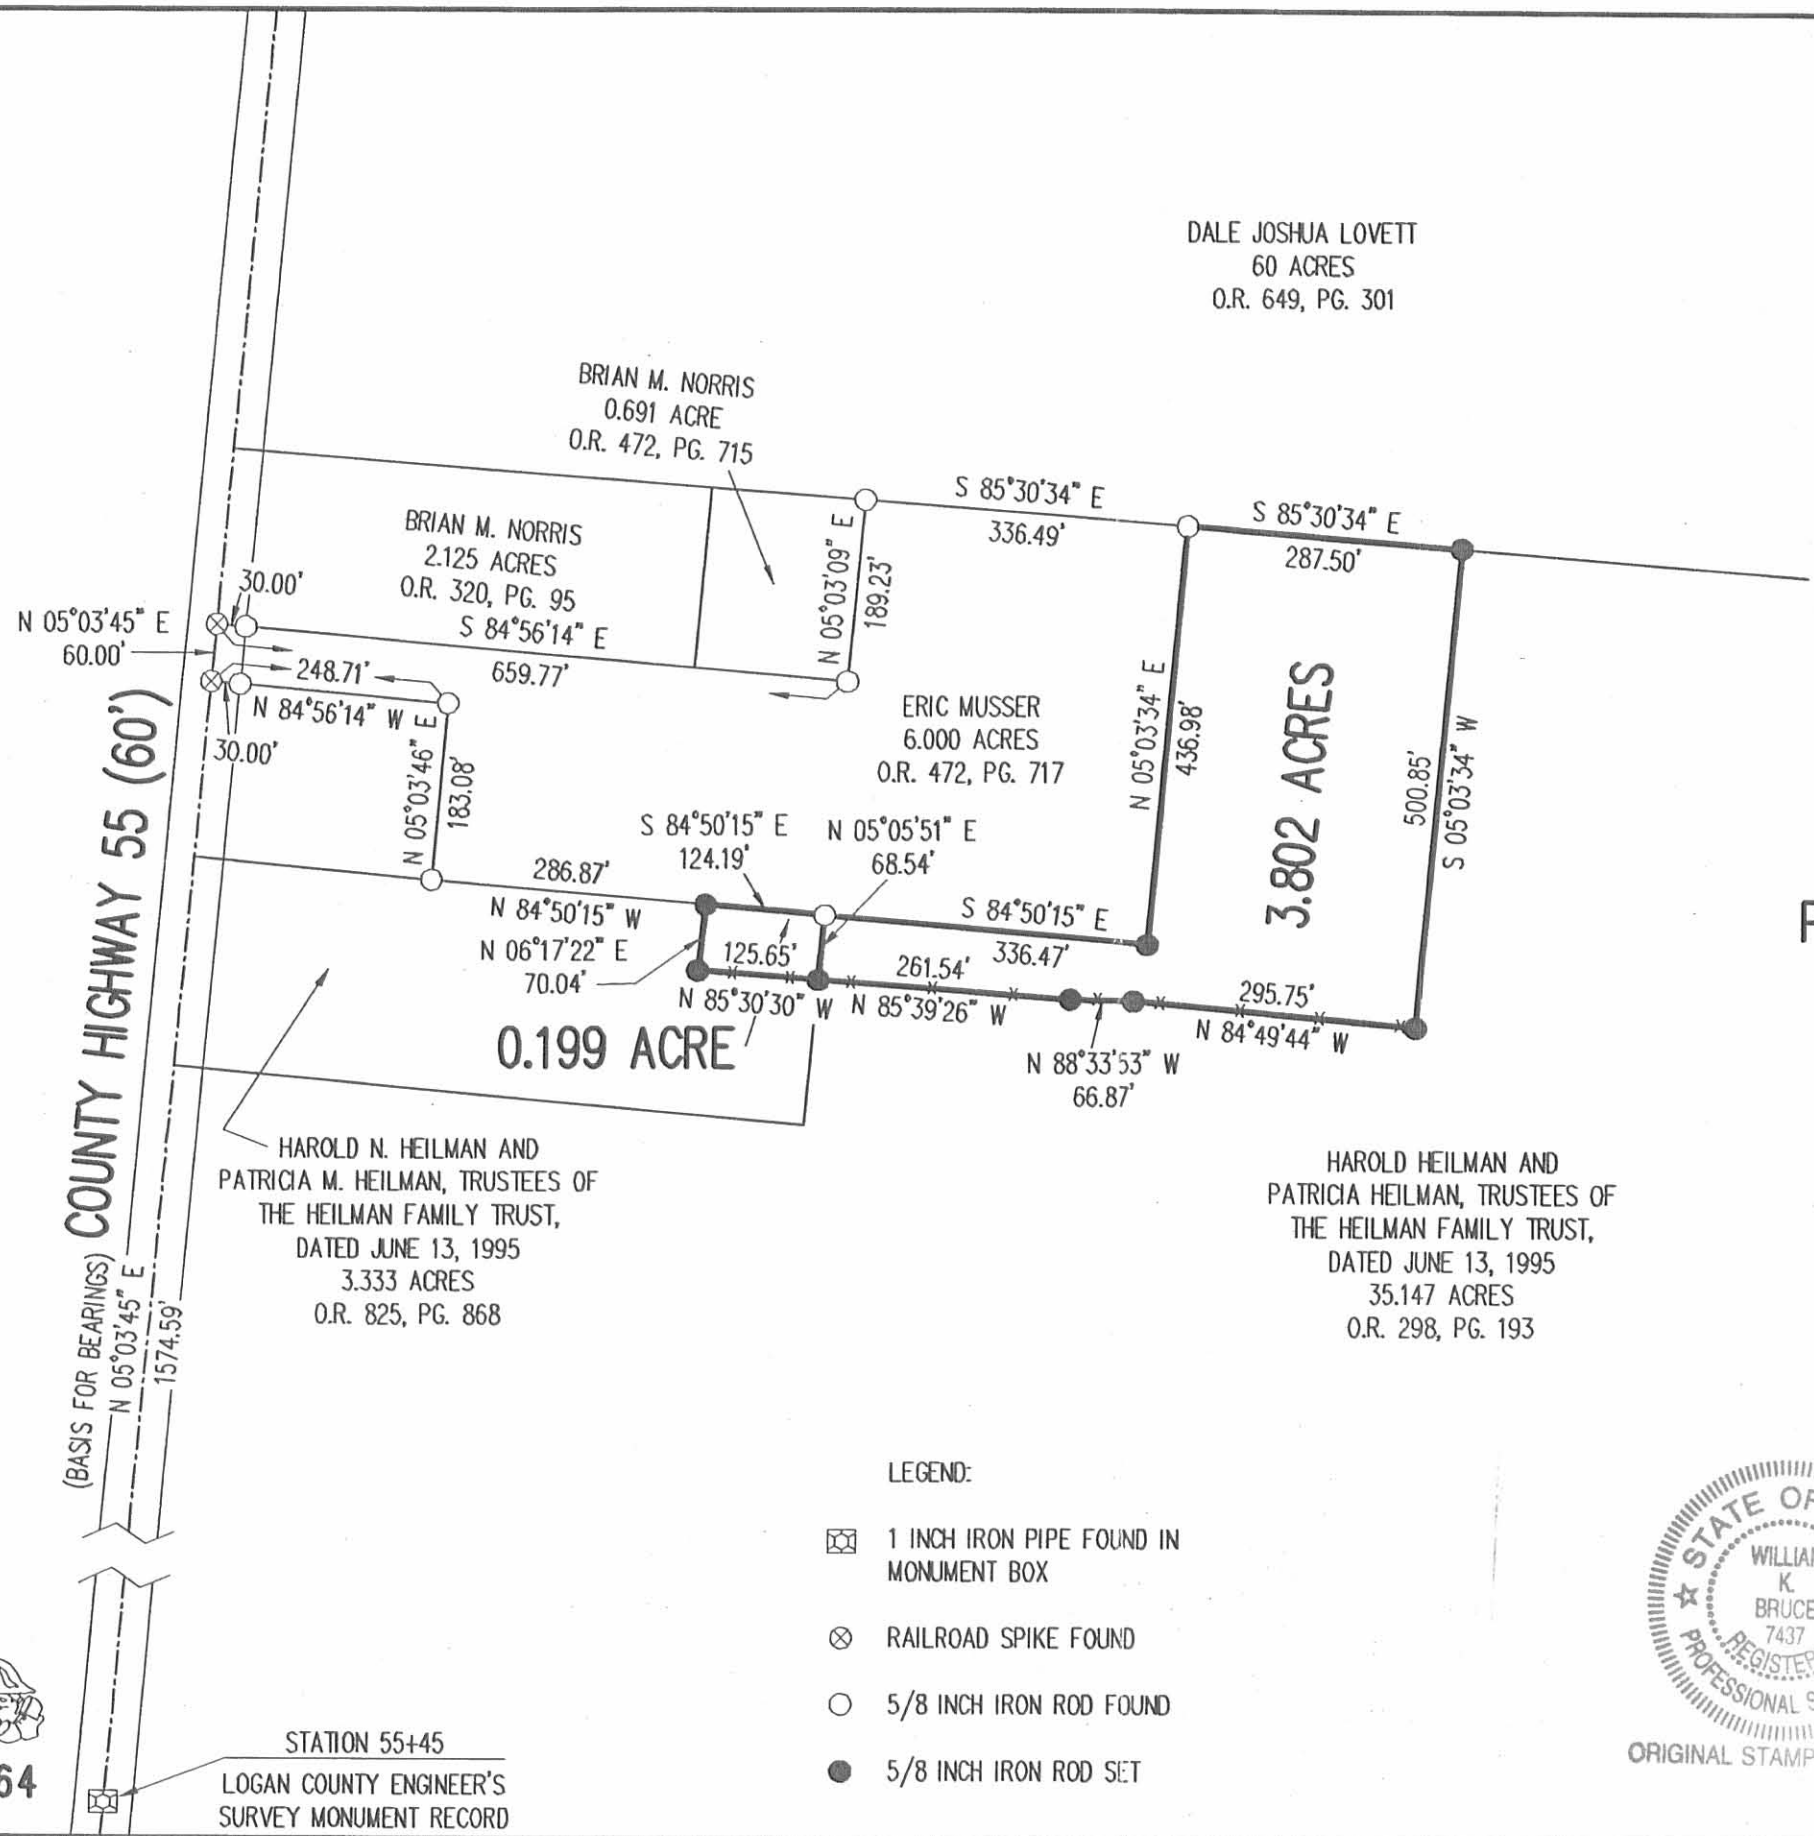 DALE JOSHUA LOVETT
60 ACRES
O.R. 649, PG. 301
BRIAN M. NORRIS
0.691 ACRE
O.R. 472, PG. 715
S 85°30'34" E
336.49'
S 85°30'34" E
287.50'
BRIAN M. NORRIS
2.125 ACRES
O.R. 320, PG. 95
N 05°03'09" E
189.23'
30.00'
N 05°03'45" E
60.00'
S 84°56'14" E
659.77'
248.71'
N 84°56'14" W
30.00'
N 05°03'46" E
183.08'
ERIC MUSSER
6.000 ACRES
O.R. 472, PG. 717
N 05°03'34" E
436.98'
3.802 ACRES
500.85'
S 05°03'34" W
S 84°50'15" E
124.19'
N 05°05'51" E
68.54'
286.87'
N 84°50'15" W
S 84°50'15" E
336.47'
N 06°17'22" E
70.04'
125.65'
N 85°30'30" W
261.54'
N 85°39'26" W
295.75'
N 84°49'44" W
N 88°33'53" W
66.87'
0.199 ACRE
COUNTY HIGHWAY 55 (60')
(BASIS FOR BEARINGS)
N 05°03'45" E
1574.59'
HAROLD N. HEILMAN AND
PATRICIA M. HEILMAN, TRUSTEES OF
THE HEILMAN FAMILY TRUST,
DATED JUNE 13, 1995
3.333 ACRES
O.R. 825, PG. 868
HAROLD HEILMAN AND
PATRICIA HEILMAN, TRUSTEES OF
THE HEILMAN FAMILY TRUST,
DATED JUNE 13, 1995
35.147 ACRES
O.R. 298, PG. 193
LEGEND:
1 INCH IRON PIPE FOUND IN
MONUMENT BOX
RAILROAD SPIKE FOUND
5/8 INCH IRON ROD FOUND
5/8 INCH IRON ROD SET
STATION 55+45
LOGAN COUNTY ENGINEER'S
SURVEY MONUMENT RECORD
64
STATE OF
K.
BRUCE
7437
PROFESSIONAL
ORIGINAL STAMP